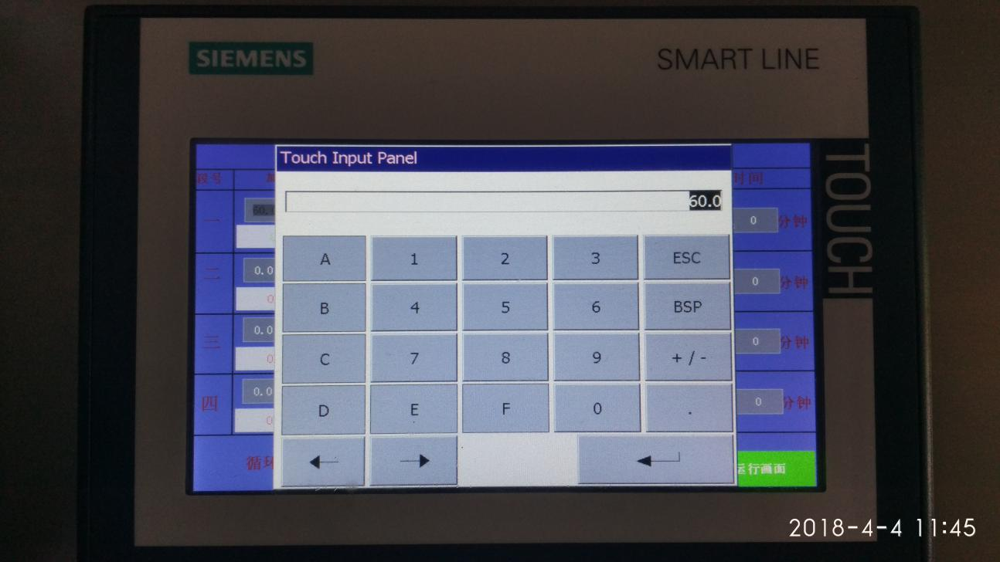 SIEMENS
SMART LINE
TOUCH
Touch Input Panel
60.0
段号
时间
A 1 2 3 ESC
B 4 5 6 BSP
C 7 8 9 + / -
D E F 0 .
一
60.
0 分钟
二
0.0
0
0 分钟
三
0.0
0
0 分钟
四
0.0
0
0 分钟
循环
运行画面
2018-4-4 11:45